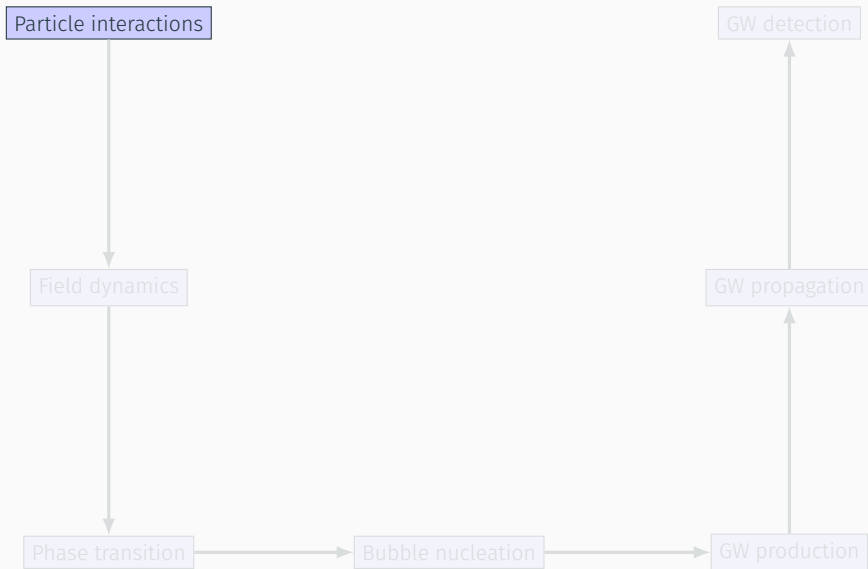 Particle interactions
GW detection
Field dynamics
GW propagation
Phase transition
Bubble nucleation
GW production